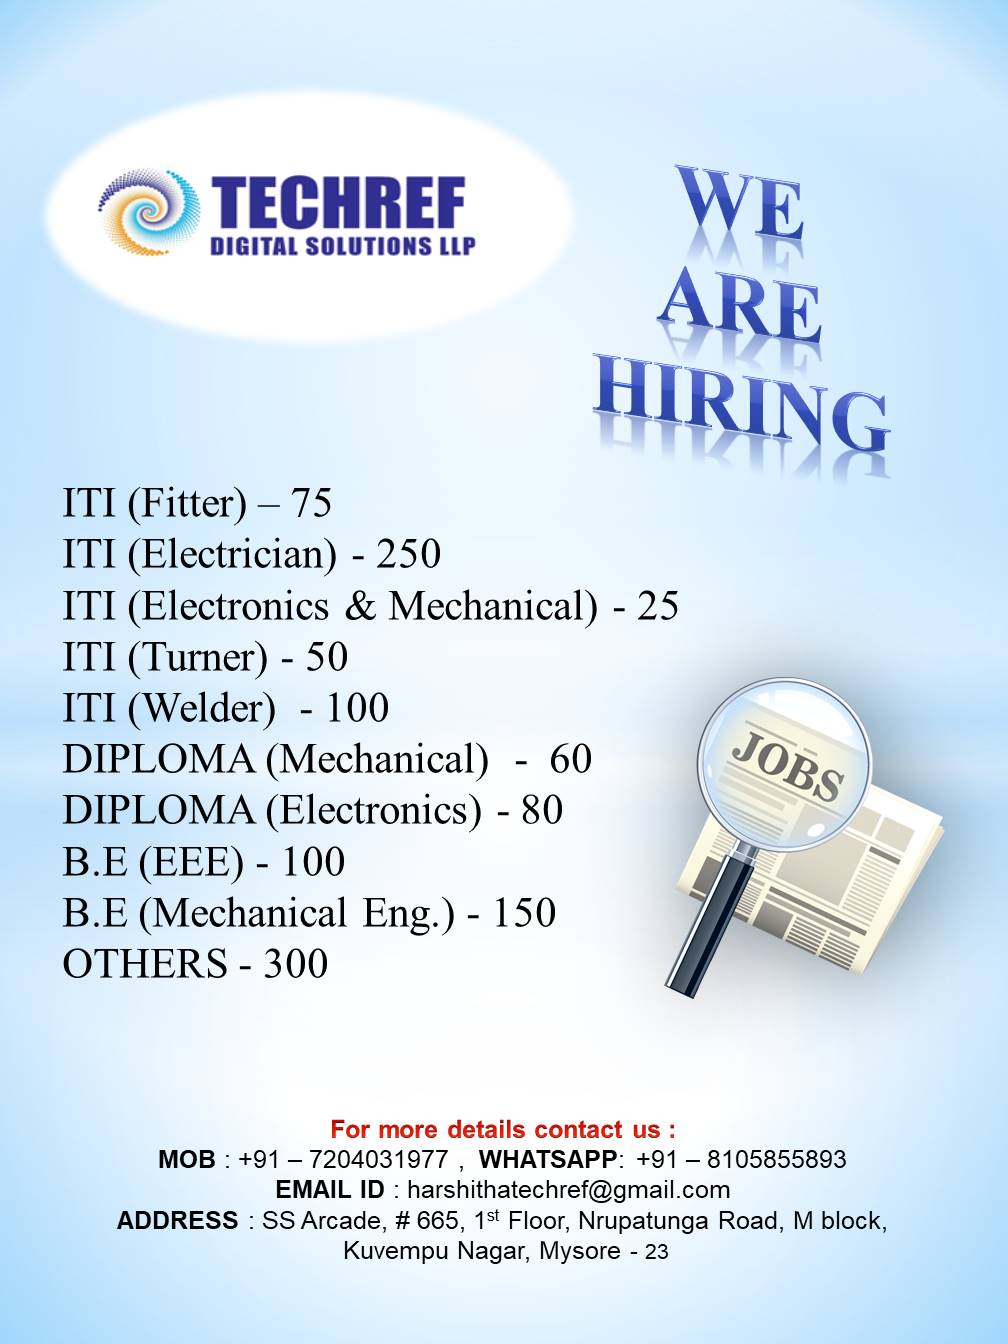 TECHREF
DIGITAL SOLUTIONS LLP
WE
ARE
HIRING
ITI (Fitter) – 75
ITI (Electrician) - 250
ITI (Electronics & Mechanical) - 25
ITI (Turner) - 50
ITI (Welder)  - 100
DIPLOMA (Mechanical)  -  60
DIPLOMA (Electronics) - 80
B.E (EEE) - 100
B.E (Mechanical Eng.) - 150
OTHERS - 300
JOBS
For more details contact us :
MOB : +91 – 7204031977 ,  WHATSAPP:  +91 – 8105855893
EMAIL ID : harshithatechref@gmail.com
ADDRESS : SS Arcade, # 665, 1st Floor, Nrupatunga Road, M block,
Kuvempu Nagar, Mysore - 23